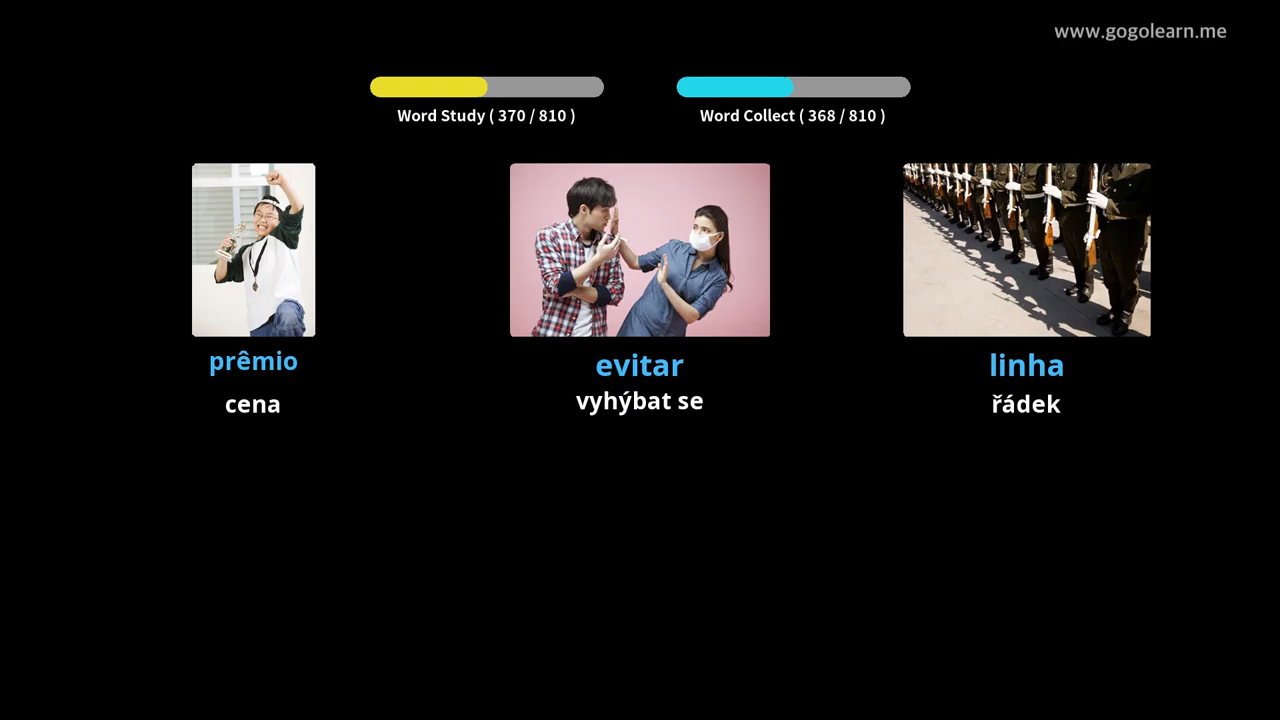 www.gogolearn.me
Word Study ( 370 / 810 )
Word Collect ( 368 / 810 )
prêmio
cena
evitar
vyhýbat se
linha
řádek